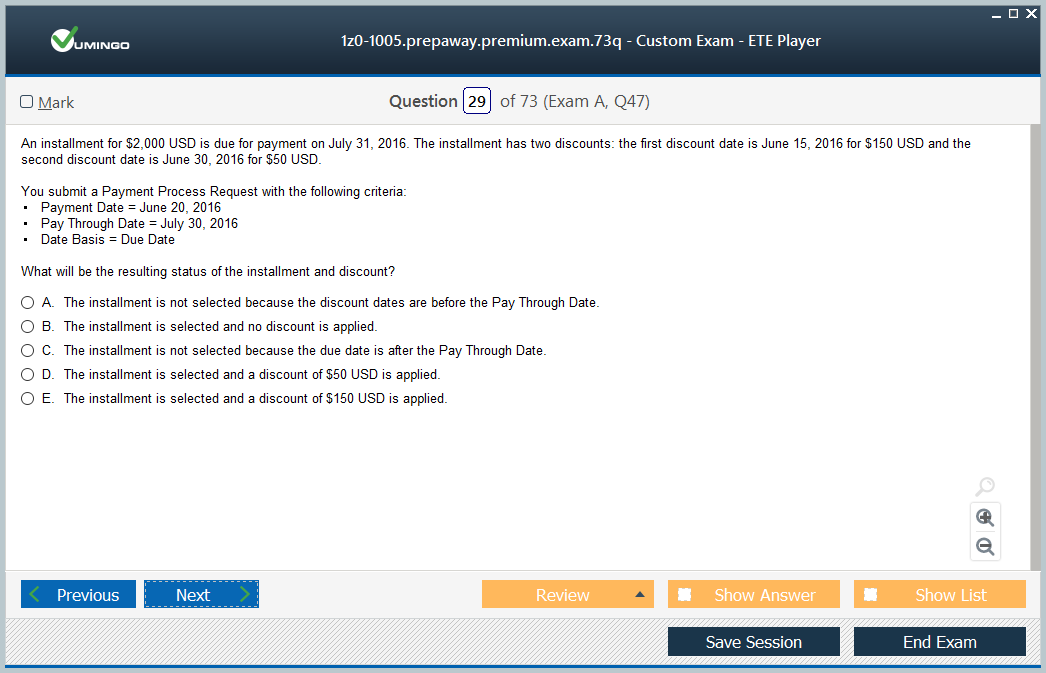 VUMINGO
1z0-1005.prepaway.premium.exam.73q - Custom Exam - ETE Player
Mark
Question 29 of 73 (Exam A, Q47)
An installment for $2,000 USD is due for payment on July 31, 2016. The installment has two discounts: the first discount date is June 15, 2016 for $150 USD and the
second discount date is June 30, 2016 for $50 USD.
You submit a Payment Process Request with the following criteria:
▪ Payment Date = June 20, 2016
▪ Pay Through Date = July 30, 2016
▪ Date Basis = Due Date
What will be the resulting status of the installment and discount?
A. The installment is not selected because the discount dates are before the Pay Through Date.
B. The installment is selected and no discount is applied.
C. The installment is not selected because the due date is after the Pay Through Date.
D. The installment is selected and a discount of $50 USD is applied.
E. The installment is selected and a discount of $150 USD is applied.
Previous Next Review Show Answer Show List
Save Session End Exam